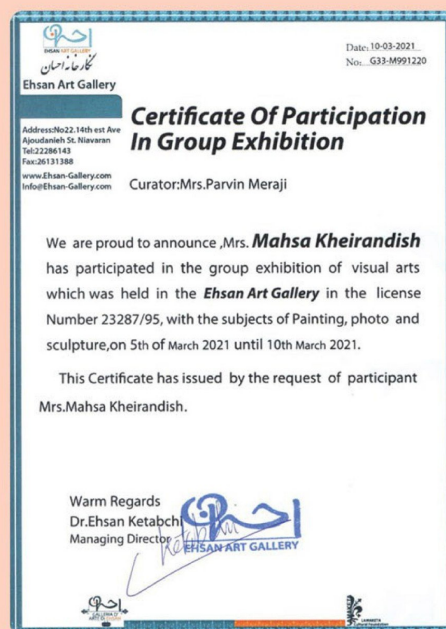 احسان
EHSAN ART GALLERY
نگارخانه احسان
Ehsan Art Gallery
Date: 10-03-2021
No: G33-M991220
Address:No22.14th est Ave
Ajoudanieh St. Niavaran
Tel:22286143
Fax:26131388
www.Ehsan-Gallery.com
Info@Ehsan-Gallery.com
Certificate Of Participation
In Group Exhibition
Curator:Mrs.Parvin Meraji
We are proud to announce ,Mrs. Mahsa Kheirandish
has participated in the group exhibition of visual arts
which was held in the Ehsan Art Gallery in the license
Number 23287/95, with the subjects of Painting, photo and
sculpture,on 5th of March 2021 until 10th March 2021.
This Certificate has issued by the request of participant
Mrs.Mahsa Kheirandish.
Warm Regards
Dr.Ehsan Ketabchi
Managing Director
احسان
EHSAN ART GALLERY
Ketabchi